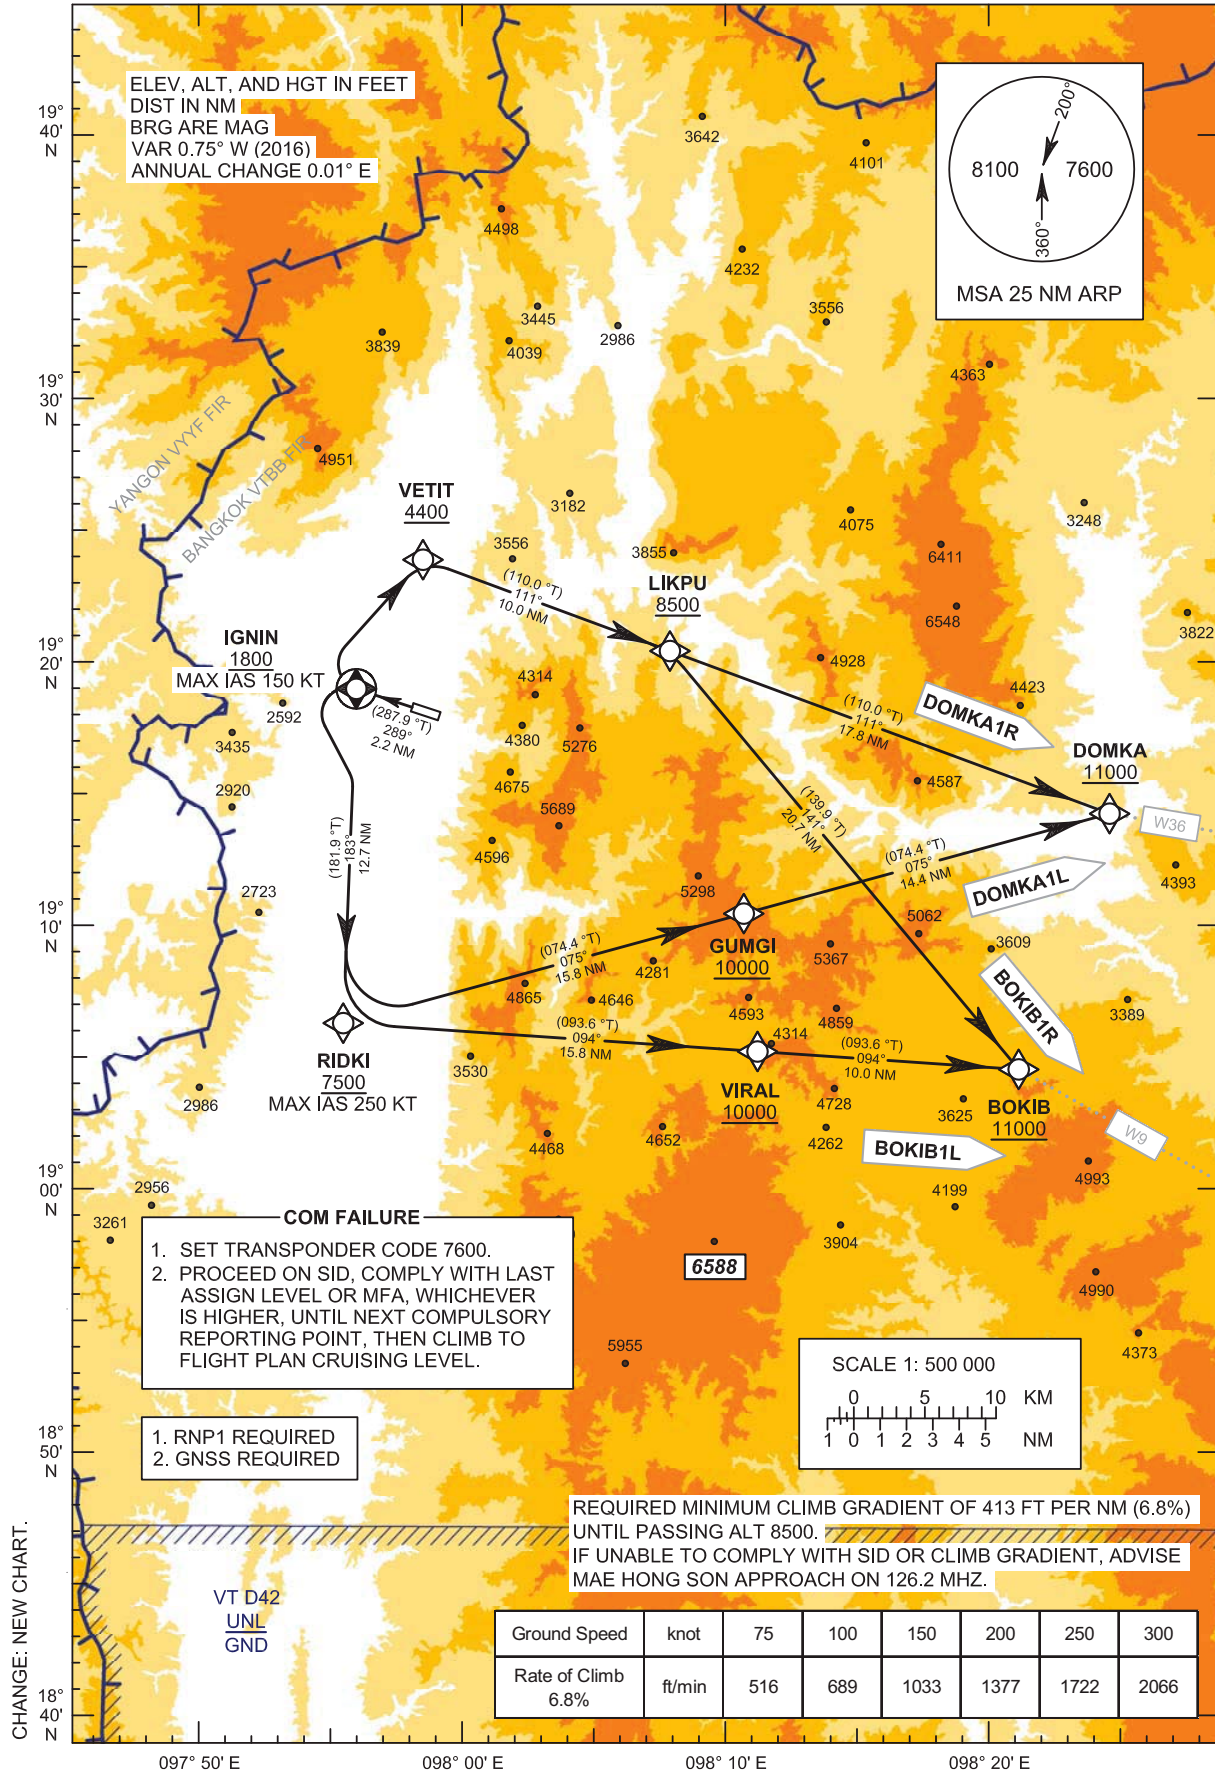 ELEV, ALT, AND HGT IN FEET
DIST IN NM
BRG ARE MAG
VAR 0.75° W (2016)
ANNUAL CHANGE 0.01° E
19°
40'
N
3642
4101
200°
8100
7600
360°
MSA 25 NM ARP
4498
4232
3445
3556
2986
3839
4039
19°
30'
N
4363
YANGON VYYF FIR
BANGKOK VTBB FIR
4951
VETIT
4400
3182
4075
3248
3556
3855
6411
LIKPU
8500
(110.0 °T)
111°
10.0 NM
6548
3822
19°
20'
N
IGNIN
1800
MAX IAS 150 KT
2592
4314
4928
4423
(287.9 °T)
289°
2.2 NM
(110.0 °T)
111°
17.8 NM
DOMKA1R
3435
4380
5276
DOMKA
11000
4675
4587
2920
5689
(139.9 °T)
141°
20.7 NM
W36
(181.9 °T)
183°
12.7 NM
4596
(074.4 °T)
075°
14.4 NM
4393
5298
DOMKA1L
2723
19°
10'
N
5062
GUMGI
10000
(074.4 °T)
075°
15.8 NM
4281
5367
3609
4865
4646
4593
4859
BOKIB1R
3389
RIDKI
7500
MAX IAS 250 KT
(093.6 °T)
094°
15.8 NM
4314
(093.6 °T)
094°
10.0 NM
3530
VIRAL
10000
2986
4728
3625
BOKIB
11000
W9
4468
4652
4262
BOKIB1L
4993
19°
00'
N
2956
4199
3261
3904
COM FAILURE
1. SET TRANSPONDER CODE 7600.
2. PROCEED ON SID, COMPLY WITH LAST
ASSIGN LEVEL OR MFA, WHICHEVER
IS HIGHER, UNTIL NEXT COMPULSORY
REPORTING POINT, THEN CLIMB TO
FLIGHT PLAN CRUISING LEVEL.
6588
4990
5955
4373
SCALE 1: 500 000
0 5 10 KM
1 0 1 2 3 4 5 NM
1. RNP1 REQUIRED
2. GNSS REQUIRED
18°
50'
N
REQUIRED MINIMUM CLIMB GRADIENT OF 413 FT PER NM (6.8%)
UNTIL PASSING ALT 8500.
IF UNABLE TO COMPLY WITH SID OR CLIMB GRADIENT, ADVISE
MAE HONG SON APPROACH ON 126.2 MHZ.
VT D42
UNL
GND
Ground Speed knot 75 100 150 200 250 300
Rate of Climb
6.8% ft/min 516 689 1033 1377 1722 2066
18°
40'
N
097° 50' E
098° 00' E
098° 10' E
098° 20' E
CHANGE: NEW CHART.